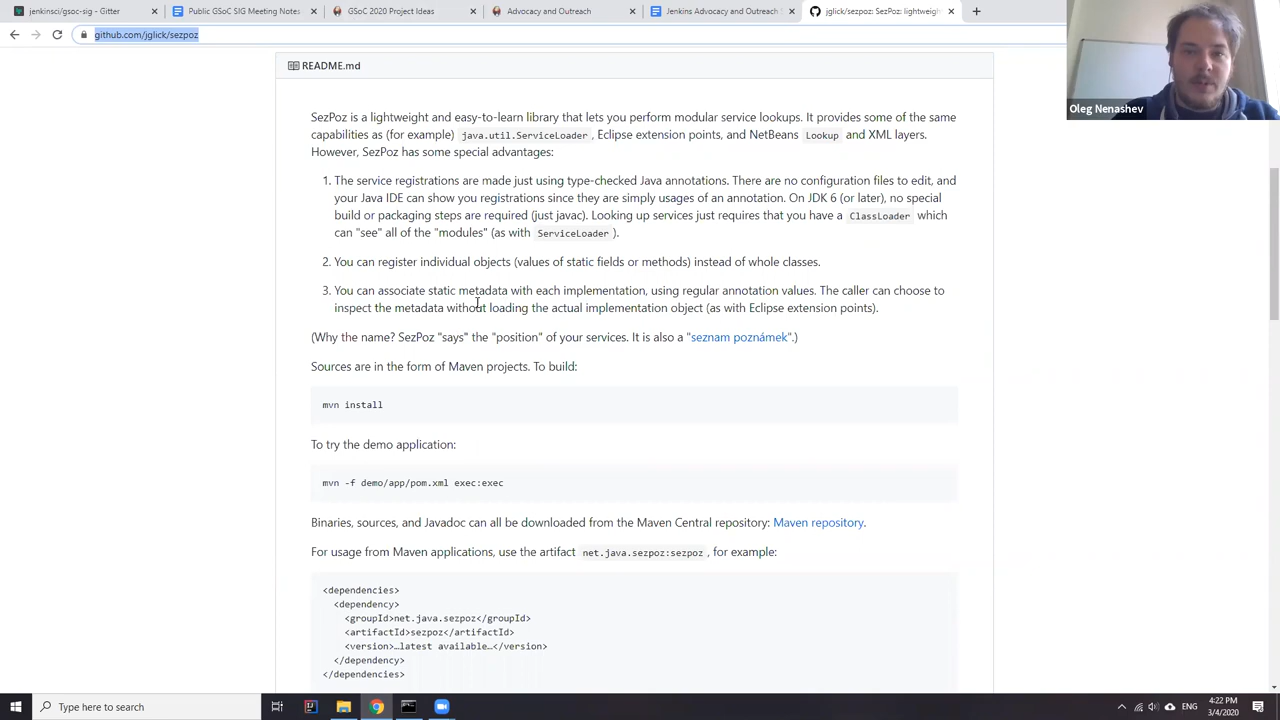 jenkinsci/gsoc-sig - Gitter
Public GSoC SIG Meeting Notes
GSoC 2020 Project Ideas
Advocacy and Outreach
Jenkins Advocacy and Outreach S
jglick/sezpoz: SezPoz: lightweigh
github.com/jglick/sezpoz
Oleg Nenashev
README.md
SezPoz is a lightweight and easy-to-learn library that lets you perform modular service lookups. It provides some of the same
capabilities as (for example) java.util.ServiceLoader, Eclipse extension points, and NetBeans Lookup and XML layers.
However, SezPoz has some special advantages:
1. The service registrations are made just using type-checked Java annotations. There are no configuration files to edit, and
your Java IDE can show you registrations since they are simply usages of an annotation. On JDK 6 (or later), no special
build or packaging steps are required (just javac). Looking up services just requires that you have a ClassLoader which
can "see" all of the "modules" (as with ServiceLoader).
2. You can register individual objects (values of static fields or methods) instead of whole classes.
3. You can associate static metadata with each implementation, using regular annotation values. The caller can choose to
inspect the metadata without loading the actual implementation object (as with Eclipse extension points).
(Why the name? SezPoz "says" the "position" of your services. It is also a "seznam poznámek".)
Sources are in the form of Maven projects. To build:
mvn install
To try the demo application:
mvn -f demo/app/pom.xml exec:exec
Binaries, sources, and Javadoc can all be downloaded from the Maven Central repository: Maven repository.
For usage from Maven applications, use the artifact net.java.sezpoz:sezpoz, for example:
<dependencies>
<dependency>
<groupId>net.java.sezpoz</groupId>
<artifactId>sezpoz</artifactId>
<version>…latest available…</version>
</dependency>
</dependencies>
Type here to search
4:22 PM
3/4/2020